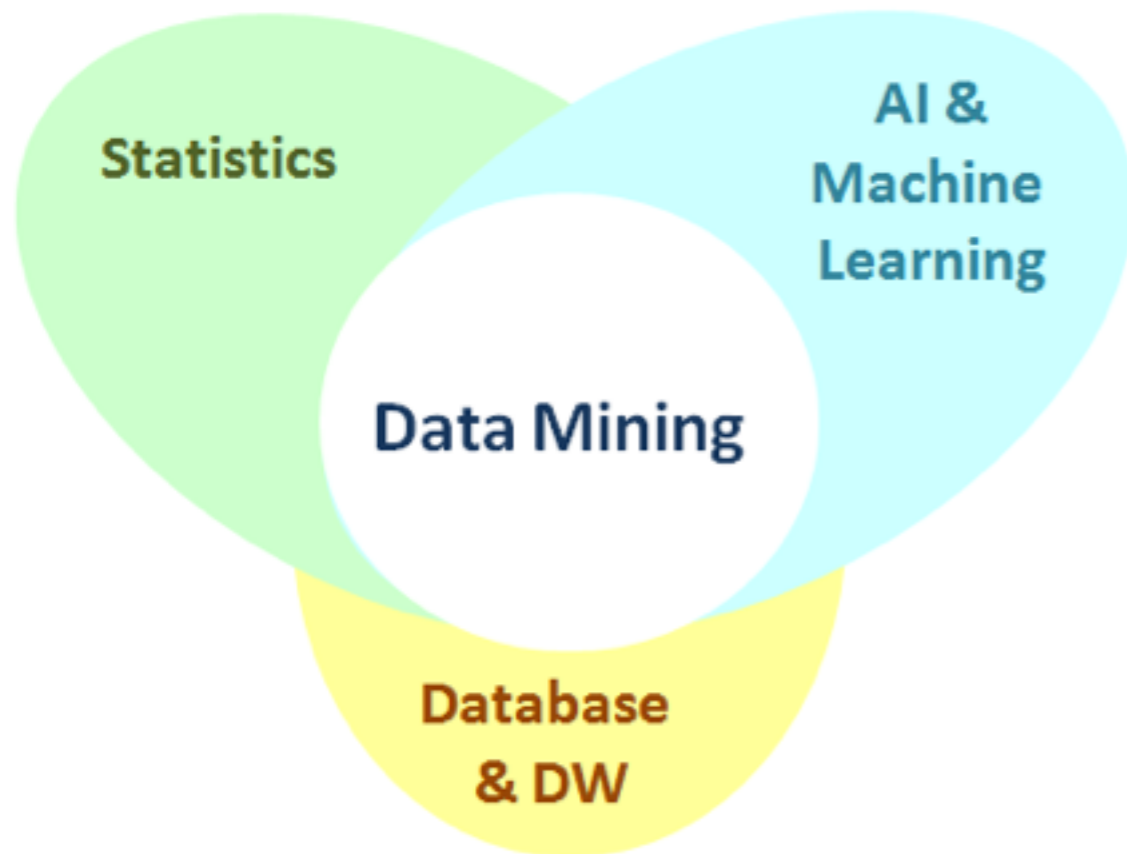 Statistics
AI &
Machine
Learning
Data Mining
Database
& DW